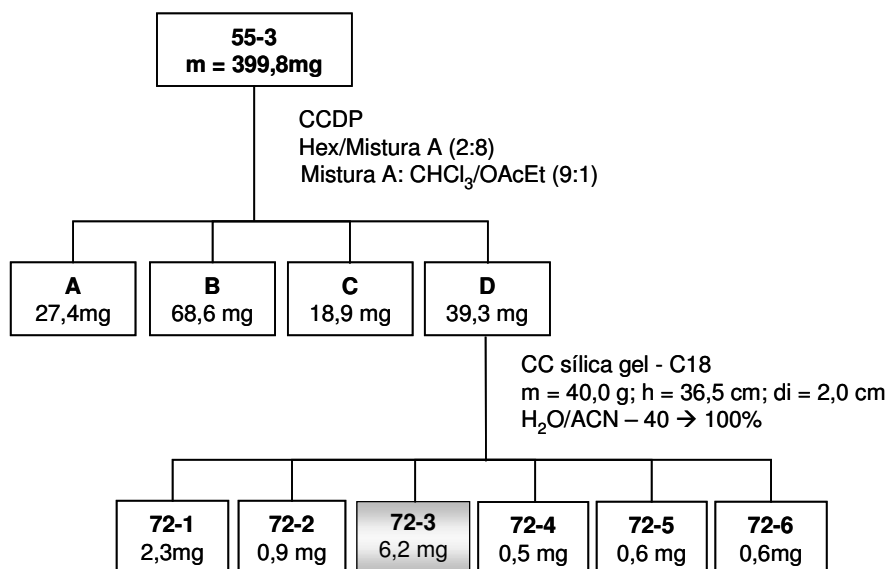 55-3
m = 399,8mg
CCDP
Hex/Mistura A (2:8)
Mistura A: CHCl₃/OAcEt (9:1)
A
27,4mg
B
68,6 mg
C
18,9 mg
D
39,3 mg
CC sílica gel - C18
m = 40,0 g; h = 36,5 cm; di = 2,0 cm
H₂O/ACN – 40 → 100%
72-1
2,3mg
72-2
0,9 mg
72-3
6,2 mg
72-4
0,5 mg
72-5
0,6 mg
72-6
0,6mg